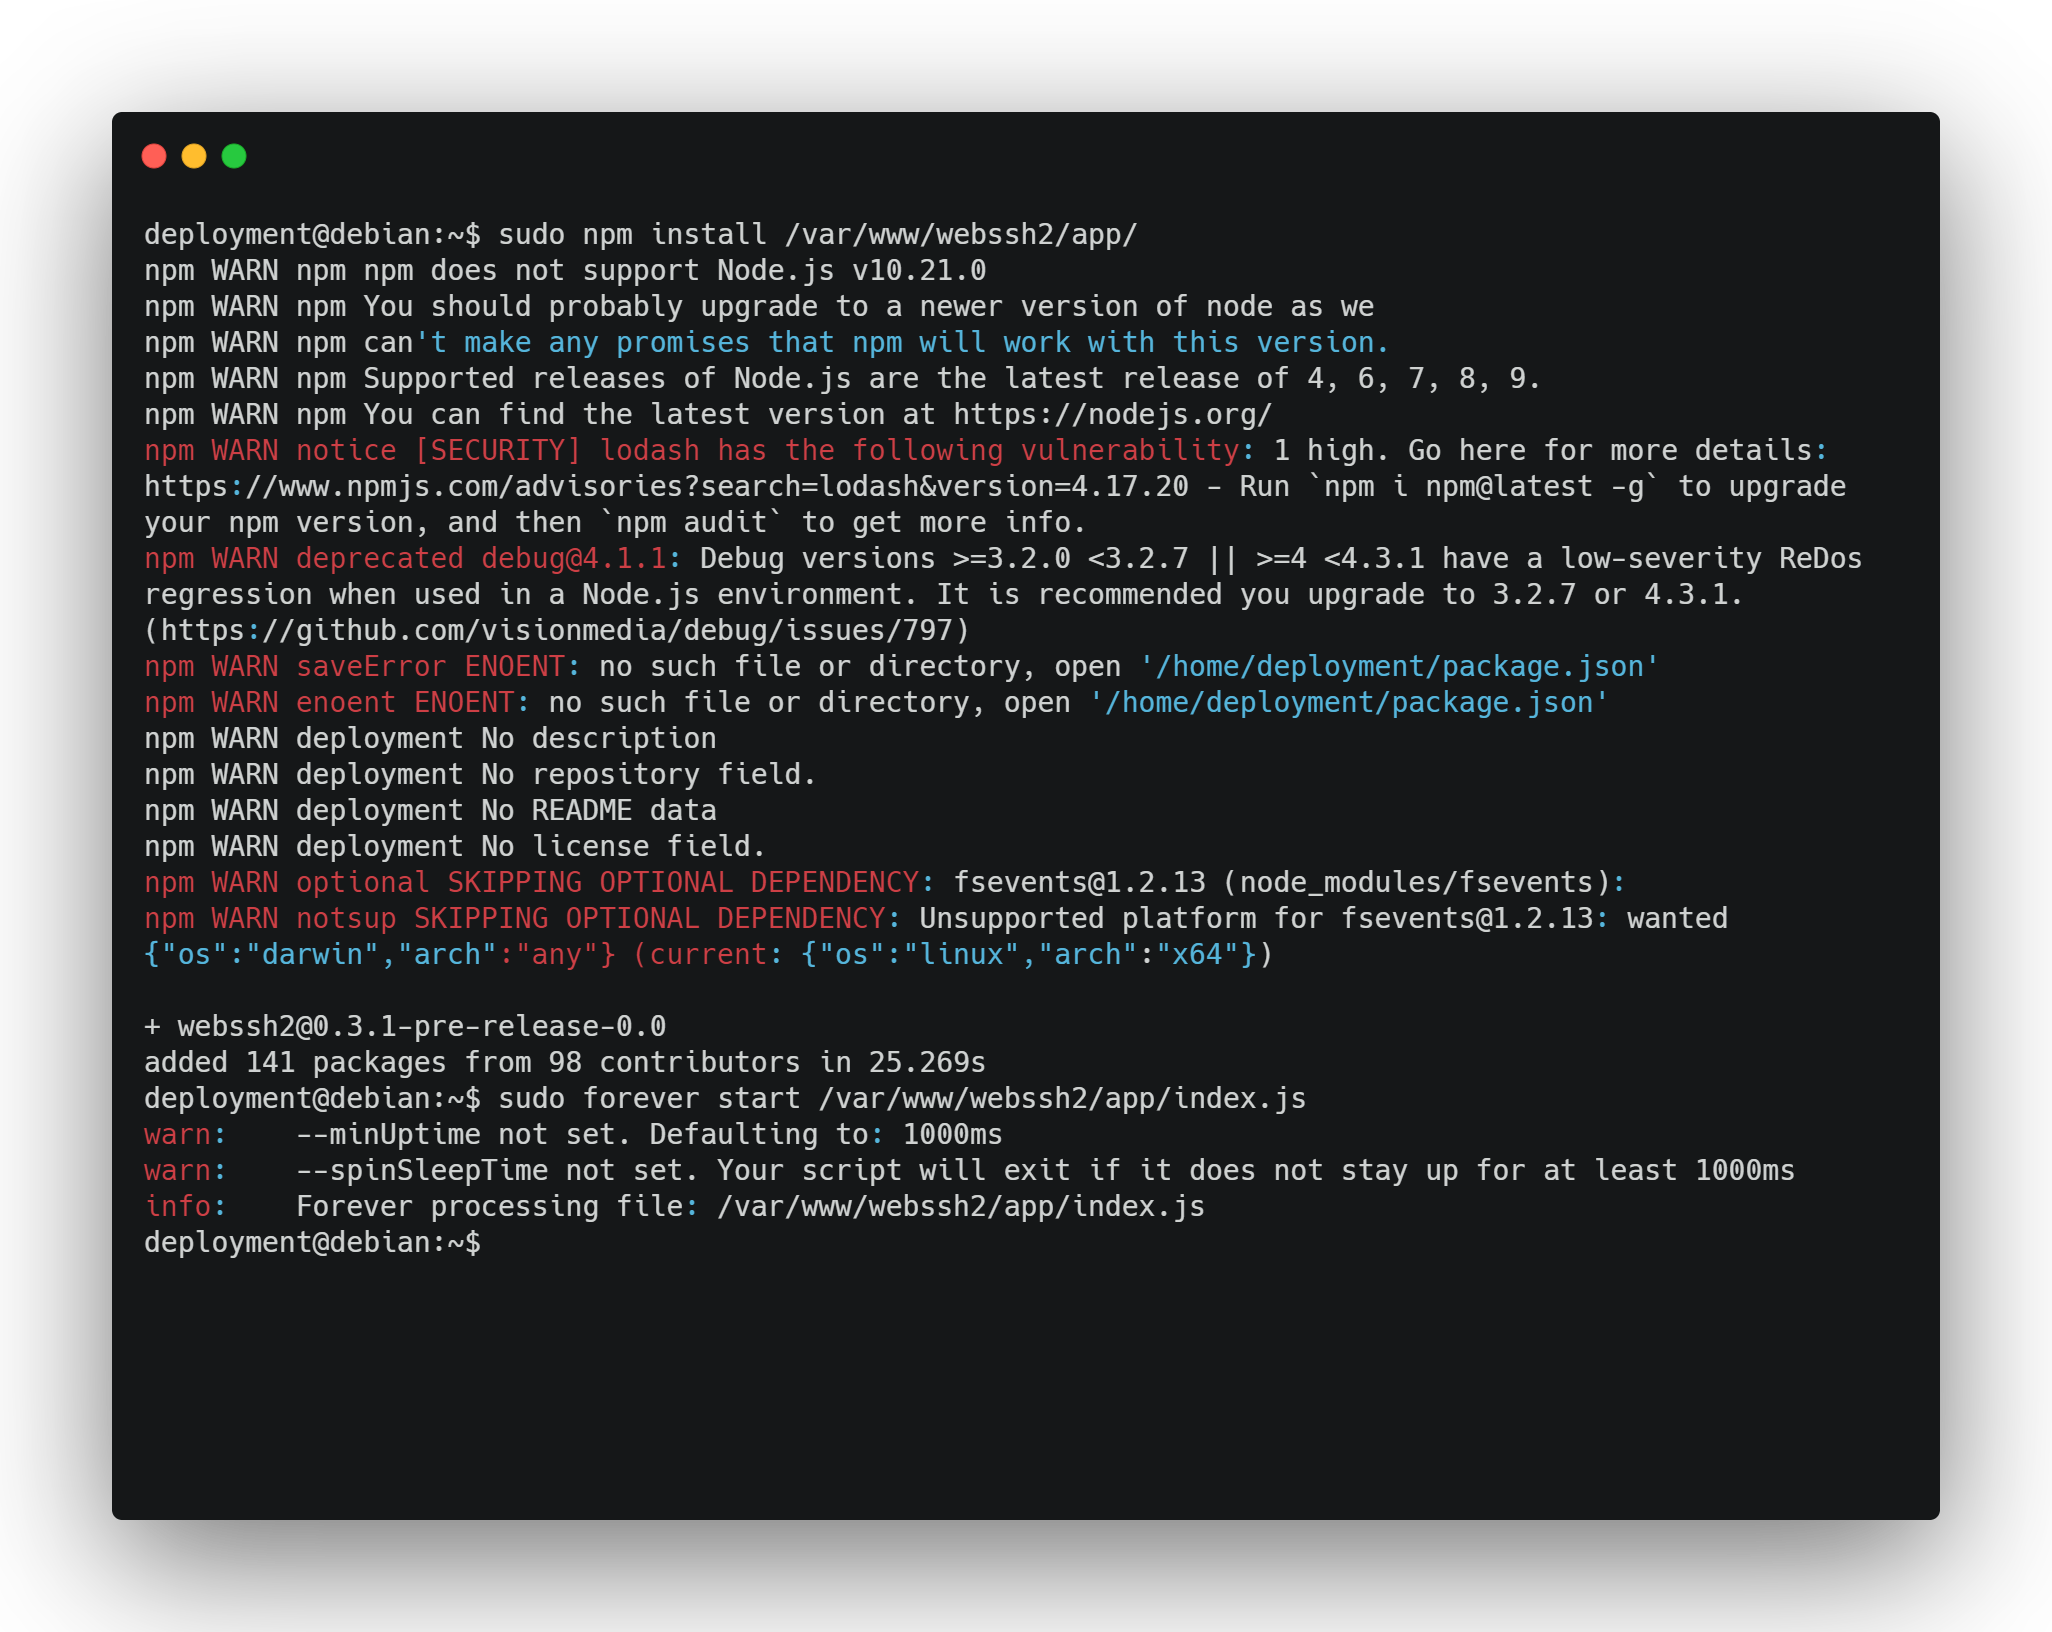 deployment@debian:~$ sudo npm install /var/www/webssh2/app/
npm WARN npm npm does not support Node.js v10.21.0
npm WARN npm You should probably upgrade to a newer version of node as we
npm WARN npm can't make any promises that npm will work with this version.
npm WARN npm Supported releases of Node.js are the latest release of 4, 6, 7, 8, 9.
npm WARN npm You can find the latest version at https://nodejs.org/
npm WARN notice [SECURITY] lodash has the following vulnerability: 1 high. Go here for more details:
https://www.npmjs.com/advisories?search=lodash&version=4.17.20 - Run `npm i npm@latest -g` to upgrade
your npm version, and then `npm audit` to get more info.
npm WARN deprecated debug@4.1.1: Debug versions >=3.2.0 <3.2.7 || >=4 <4.3.1 have a low-severity ReDos
regression when used in a Node.js environment. It is recommended you upgrade to 3.2.7 or 4.3.1.
(https://github.com/visionmedia/debug/issues/797)
npm WARN saveError ENOENT: no such file or directory, open '/home/deployment/package.json'
npm WARN enoent ENOENT: no such file or directory, open '/home/deployment/package.json'
npm WARN deployment No description
npm WARN deployment No repository field.
npm WARN deployment No README data
npm WARN deployment No license field.
npm WARN optional SKIPPING OPTIONAL DEPENDENCY: fsevents@1.2.13 (node_modules/fsevents):
npm WARN notsup SKIPPING OPTIONAL DEPENDENCY: Unsupported platform for fsevents@1.2.13: wanted
{"os":"darwin","arch":"any"} (current: {"os":"linux","arch":"x64"})
+ webssh2@0.3.1-pre-release-0.0
added 141 packages from 98 contributors in 25.269s
deployment@debian:~$ sudo forever start /var/www/webssh2/app/index.js
warn:    --minUptime not set. Defaulting to: 1000ms
warn:    --spinSleepTime not set. Your script will exit if it does not stay up for at least 1000ms
info:    Forever processing file: /var/www/webssh2/app/index.js
deployment@debian:~$